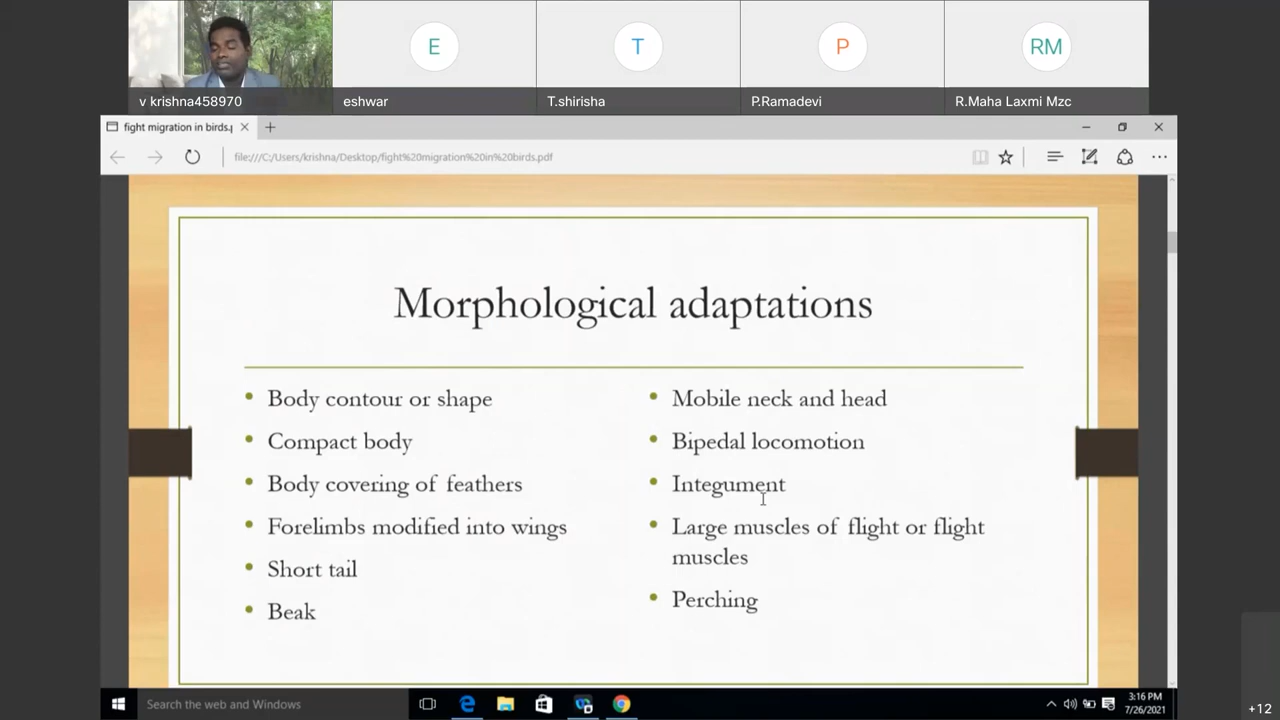 E
T
P
RM
v krishna458970
eshwar
T.shirisha
P.Ramadevi
R.Maha Laxmi Mzc
fight migration in birds.p
file:///C:/Users/krishna/Desktop/fight%20migration%20in%20birds.pdf
Morphological adaptations
Body contour or shape
Compact body
Body covering of feathers
Forelimbs modified into wings
Short tail
Beak
Mobile neck and head
Bipedal locomotion
Integument
Large muscles of flight or flight
muscles
Perching
Search the web and Windows
3:16 PM
7/26/2021
+12